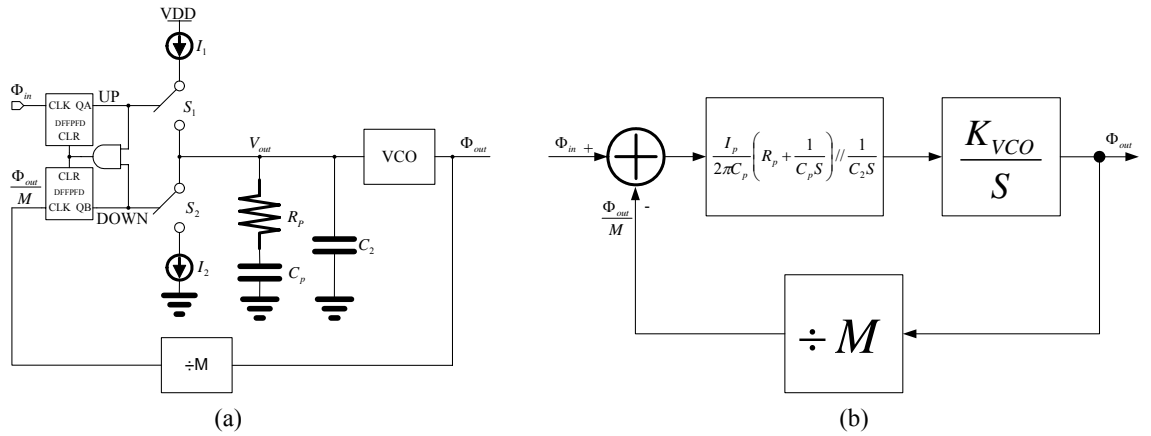 VDD
I₁
Φin
CLK QA
UP
DFFPFD
CLR
S₁
Vout
VCO
Φout
Φout/M
CLR
DFFPFD
CLK QB
DOWN
S₂
RP
Cp
C₂
I₂
÷M
(a)
Φin +
Ip/2πCp (Rp + 1/CpS) // 1/C₂S
KVCO/S
Φout
Φout/M -
÷ M
(b)